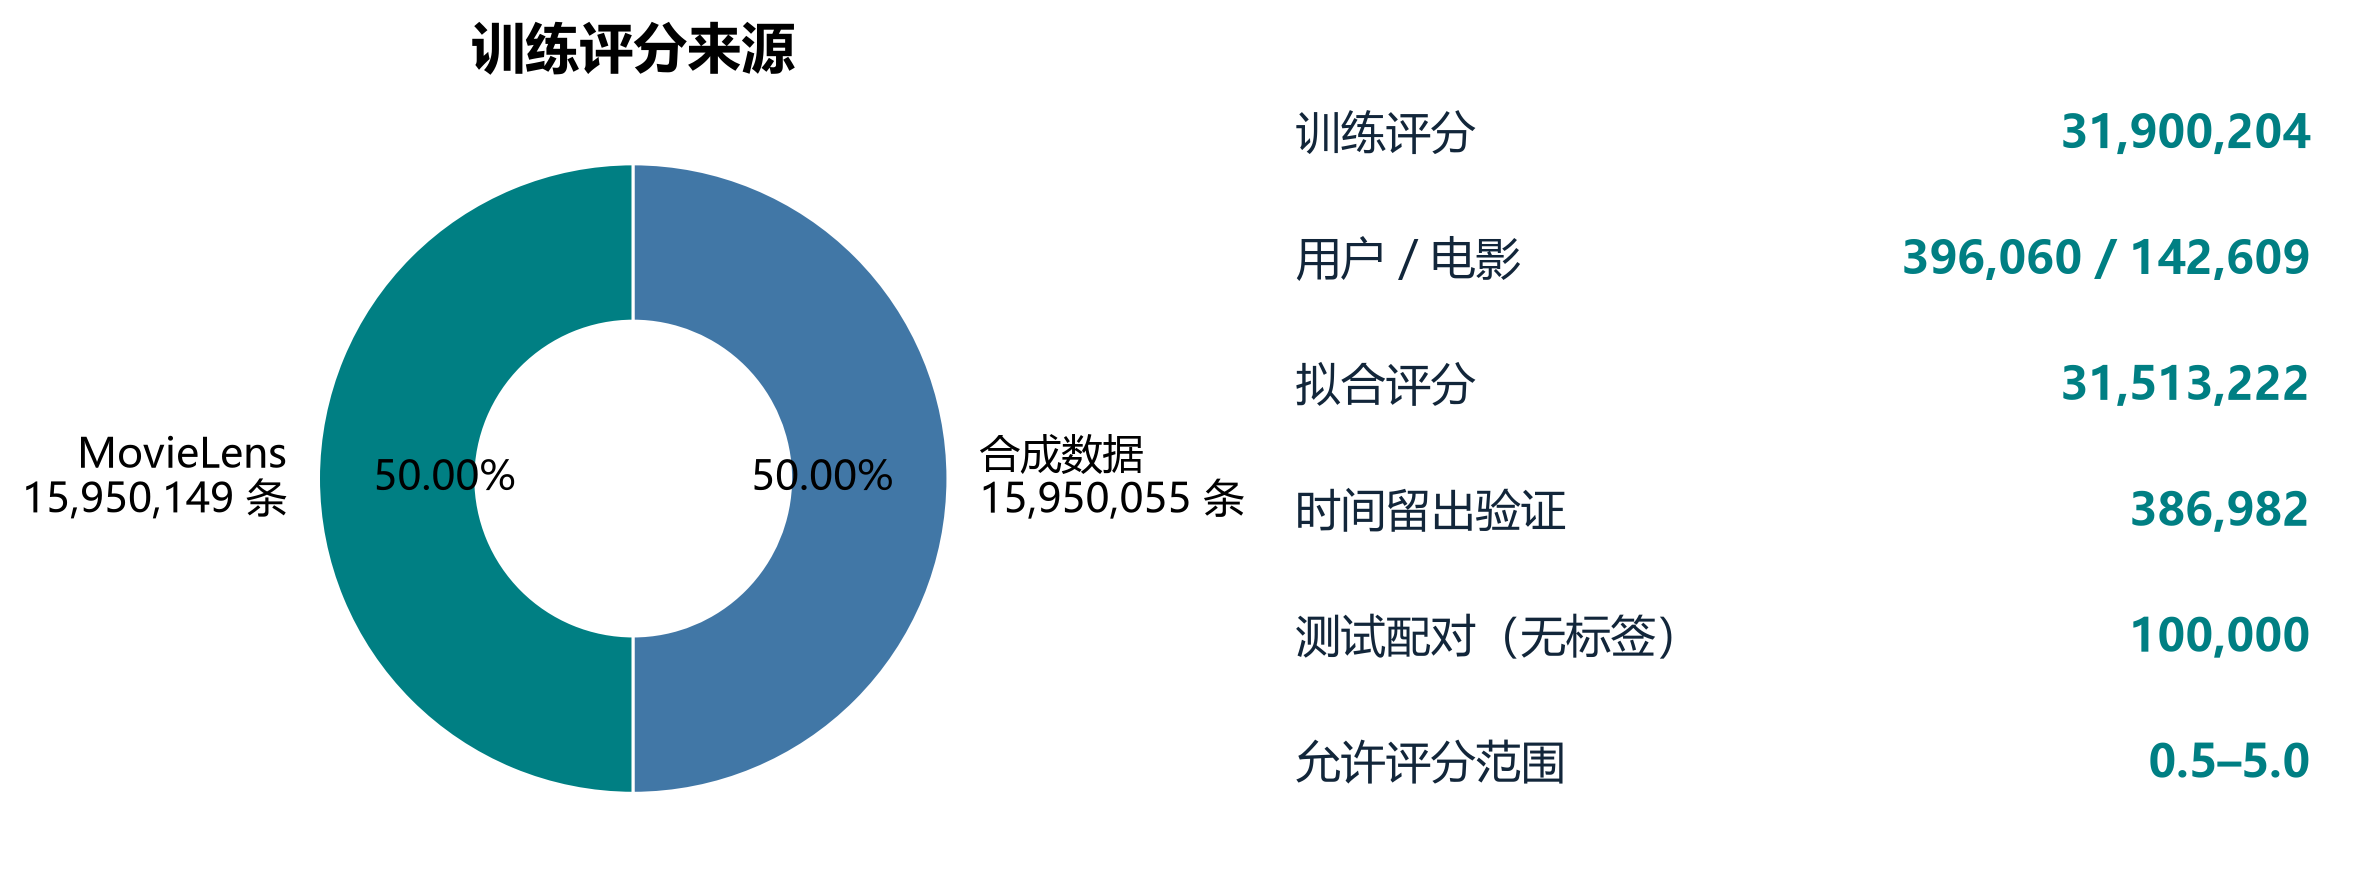 训练评分来源
MovieLens
15,950,149 条
50.00%
50.00%
合成数据
15,950,055 条
训练评分 31,900,204
用户 / 电影 396,060 / 142,609
拟合评分 31,513,222
时间留出验证 386,982
测试配对（无标签） 100,000
允许评分范围 0.5–5.0